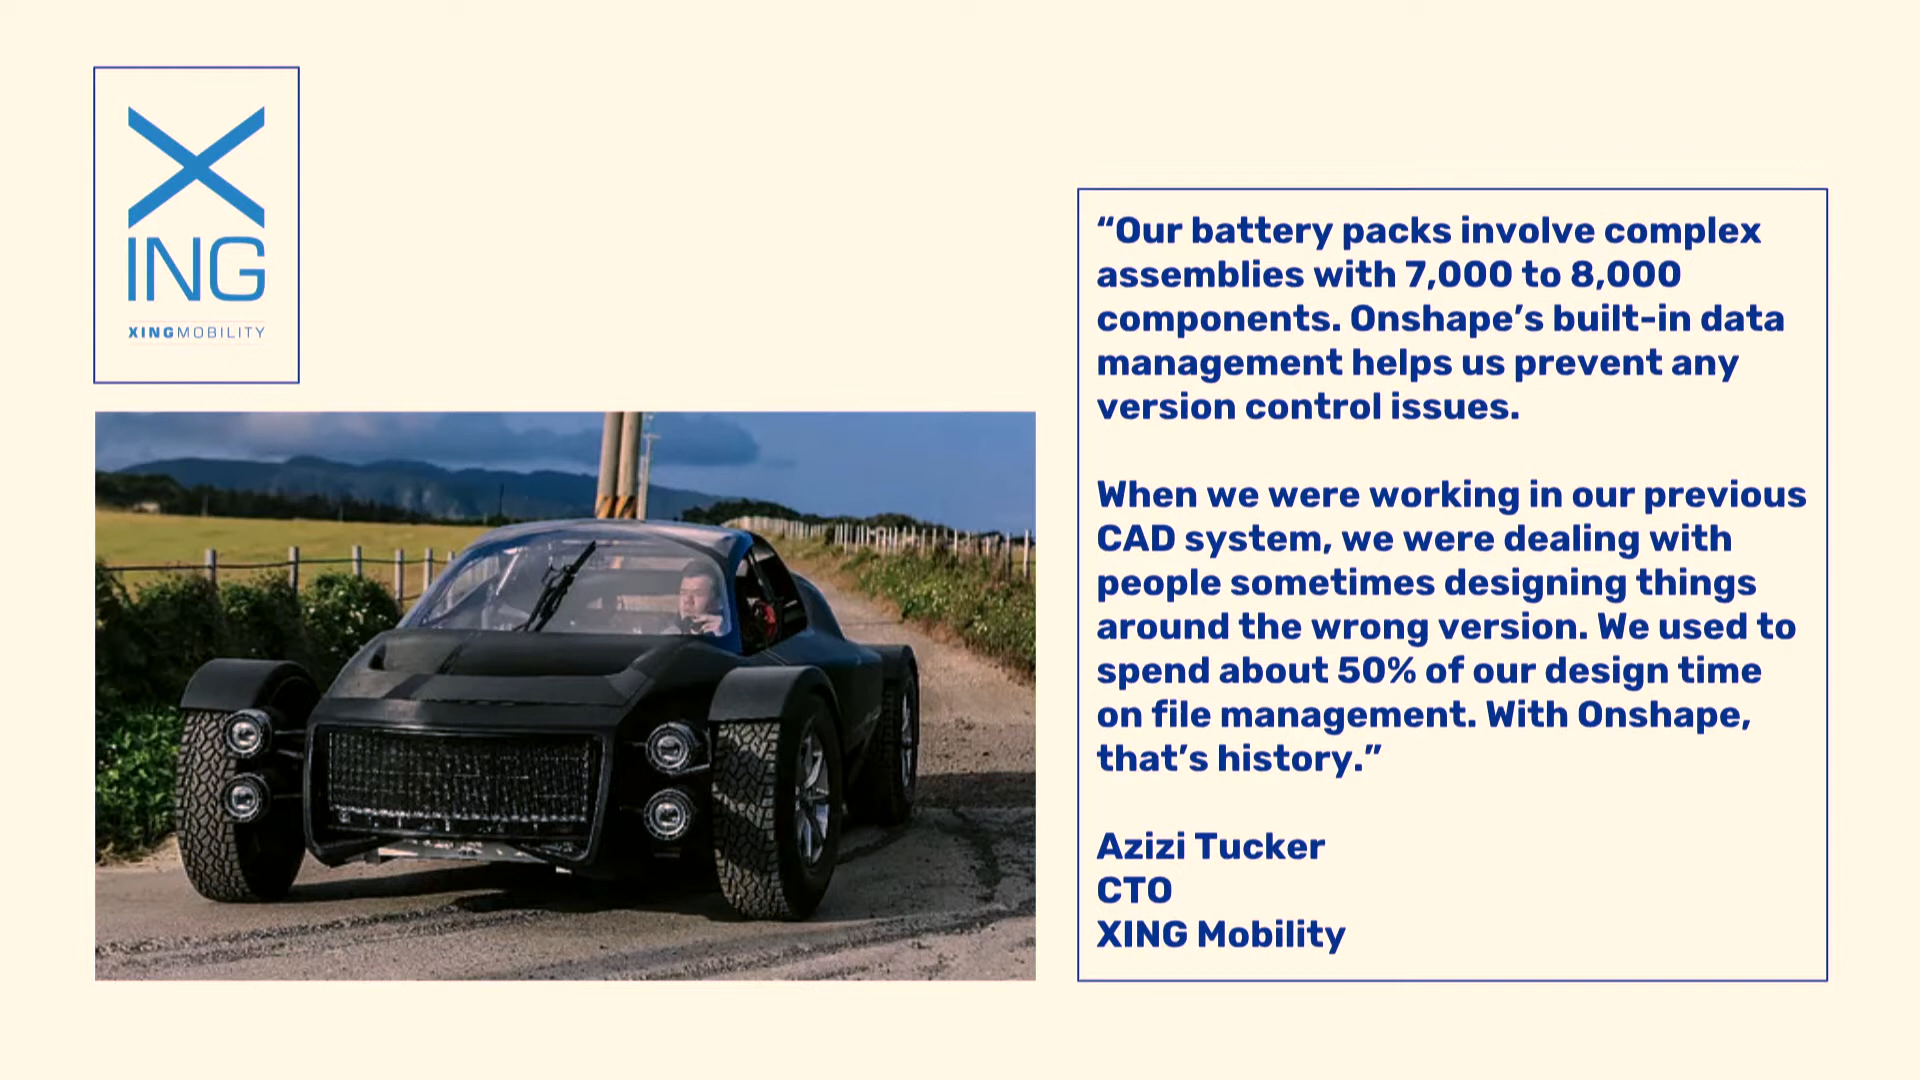 X
ING
XINGMOBILITY
“Our battery packs involve complex
assemblies with 7,000 to 8,000
components. Onshape’s built-in data
management helps us prevent any
version control issues.
When we were working in our previous
CAD system, we were dealing with
people sometimes designing things
around the wrong version. We used to
spend about 50% of our design time
on file management. With Onshape,
that’s history.”
Azizi Tucker
CTO
XING Mobility